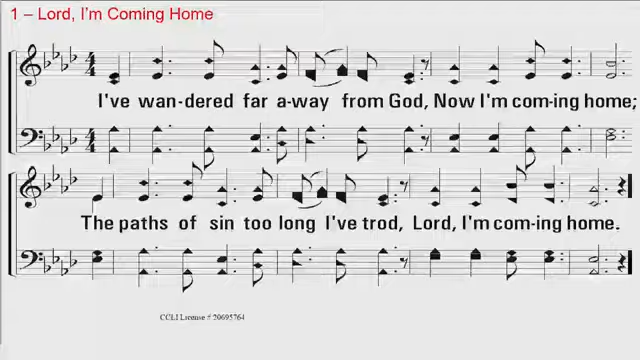 1 – Lord, I'm Coming Home
I've wan-dered far a-way from God, Now I'm com-ing home;
The paths of sin too long I've trod, Lord, I'm com-ing home.
CCLI License # 20695764